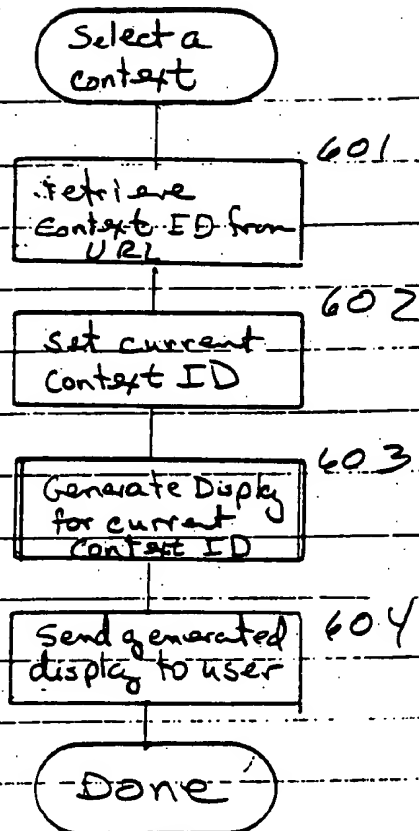 Select a
context
601
retrieve
context ID from
URL
602
Set current
Context ID
603
Generate Display
for current
Context ID
604
Send generated
display to user
Done